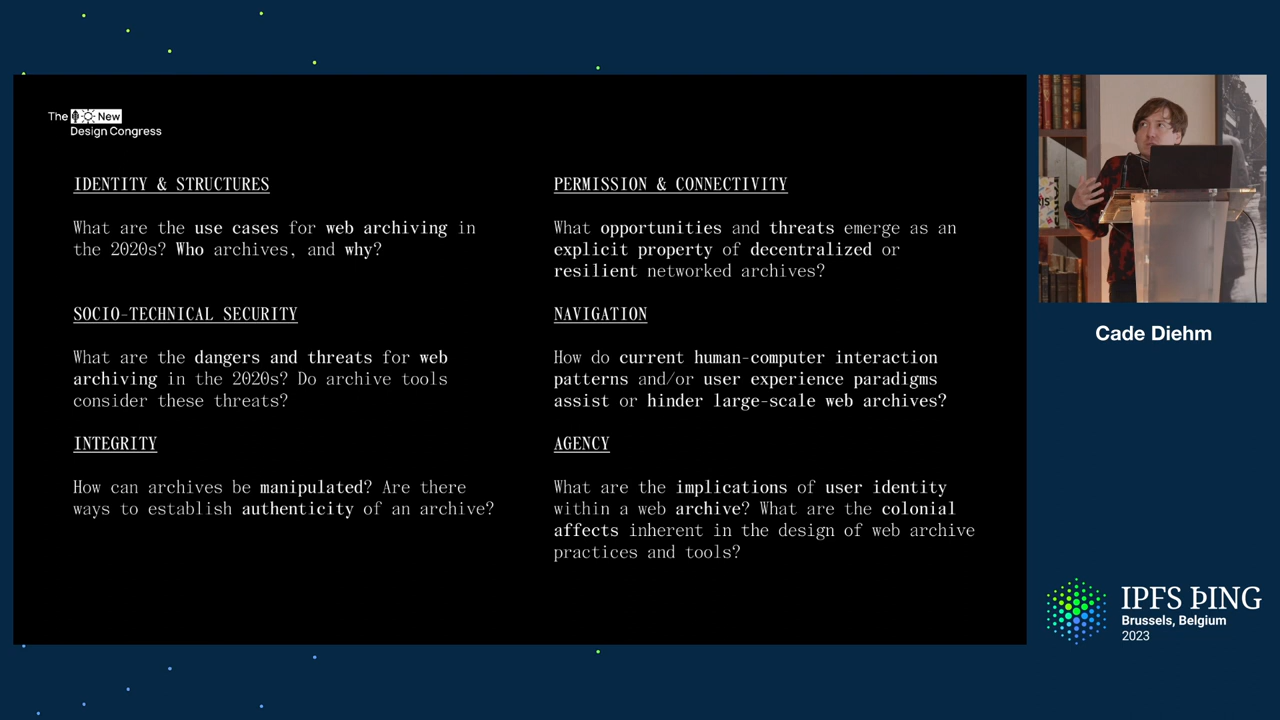 The New
Design Congress
IDENTITY & STRUCTURES
What are the use cases for web archiving in
the 2020s? Who archives, and why?
SOCIO-TECHNICAL SECURITY
What are the dangers and threats for web
archiving in the 2020s? Do archive tools
consider these threats?
INTEGRITY
How can archives be manipulated? Are there
ways to establish authenticity of an archive?
PERMISSION & CONNECTIVITY
What opportunities and threats emerge as an
explicit property of decentralized or
resilient networked archives?
NAVIGATION
How do current human-computer interaction
patterns and/or user experience paradigms
assist or hinder large-scale web archives?
AGENCY
What are the implications of user identity
within a web archive? What are the colonial
affects inherent in the design of web archive
practices and tools?
Cade Diehm
IPFS ÞING
Brussels, Belgium
2023